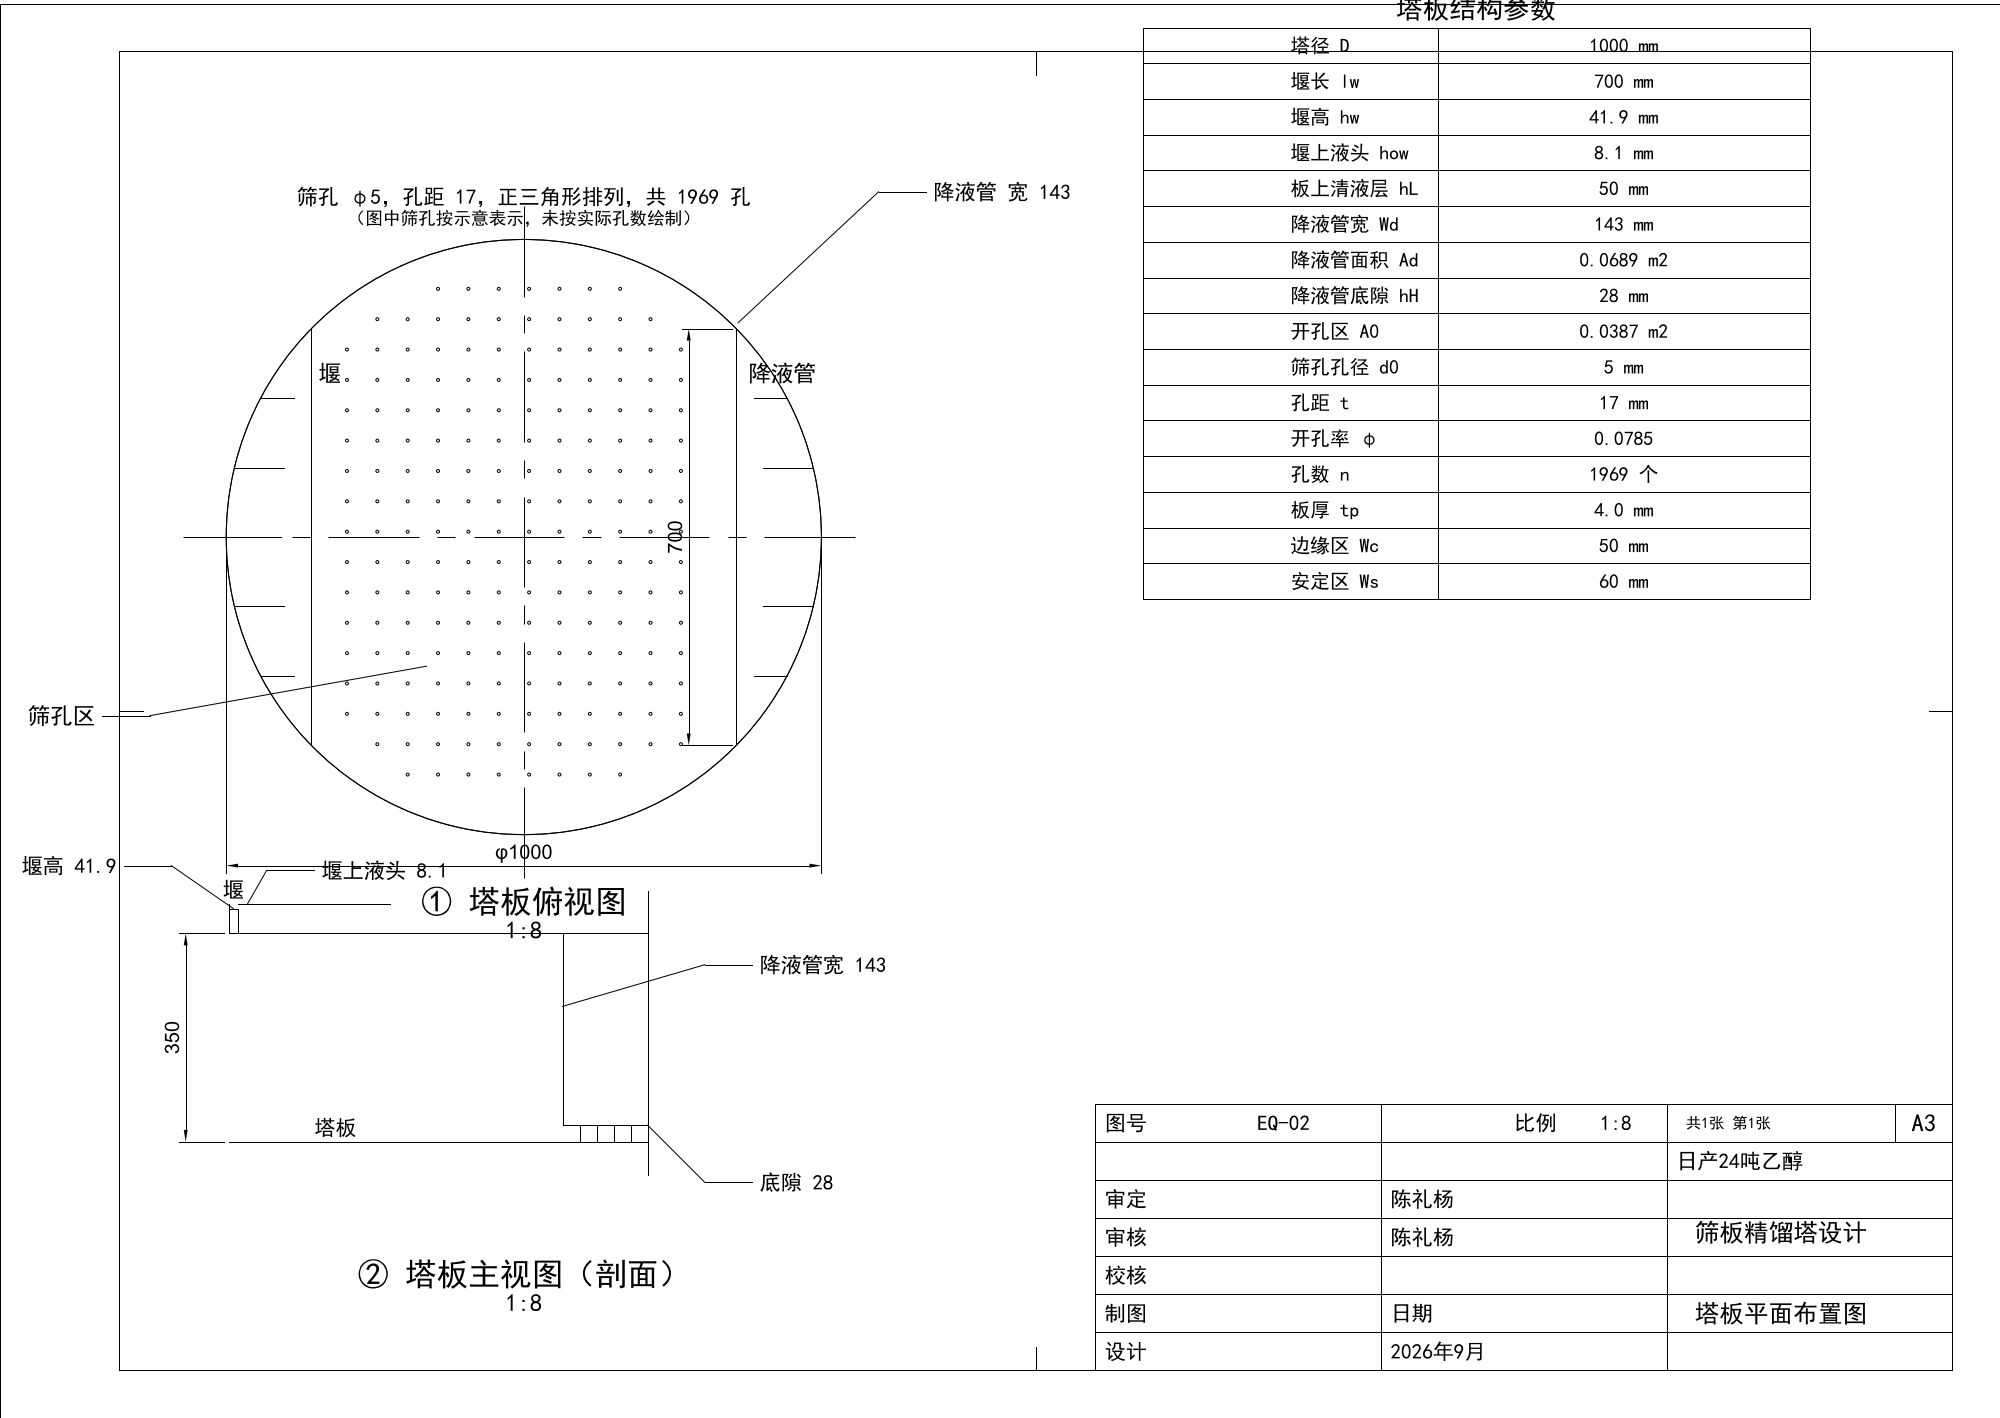 塔板结构参数
塔径 D 1000 mm
堰长 lw 700 mm
堰高 hw 41.9 mm
堰上液头 how 8.1 mm
板上清液层 hL 50 mm
降液管宽 Wd 143 mm
降液管面积 Ad 0.0689 m2
降液管底隙 hH 28 mm
开孔区 A0 0.0387 m2
筛孔孔径 d0 5 mm
孔距 t 17 mm
开孔率 φ 0.0785
孔数 n 1969 个
板厚 tp 4.0 mm
边缘区 Wc 50 mm
安定区 Ws 60 mm
筛孔 φ5，孔距 17，正三角形排列，共 1969 孔
（图中筛孔按示意表示，未按实际孔数绘制）
降液管 宽 143
堰
降液管
700
筛孔区
φ1000
堰高 41.9
堰上液头 8.1
堰
① 塔板俯视图
1:8
降液管宽 143
350
塔板
底隙 28
② 塔板主视图（剖面）
1:8
图号 EQ-02 比例 1:8 共1张 第1张 A3
日产24吨乙醇
审定 陈礼杨
审核 陈礼杨
筛板精馏塔设计
校核
制图 日期
塔板平面布置图
设计 2026年9月